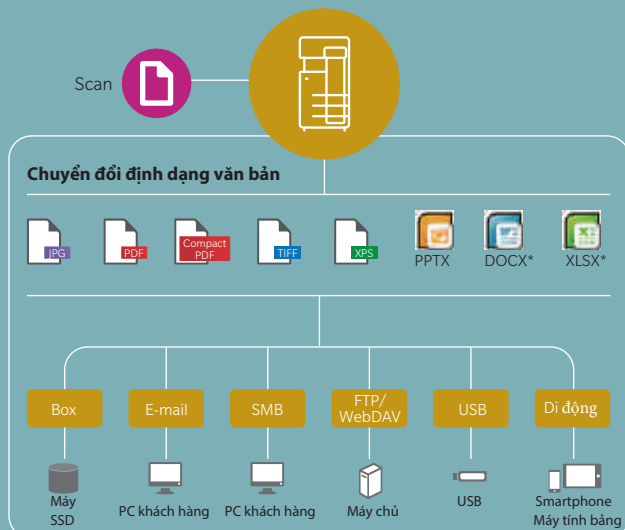 Scan
Chuyển đổi định dạng văn bản
JPG
PDF
Compact
PDF
TIFF
XPS
PPTX
DOCX*
XLSX*
Box
E-mail
SMB
FTP/
WebDAV
USB
Di động
Máy
SSD
PC khách hàng
PC khách hàng
Máy chủ
USB
Smartphone
Máy tính bảng